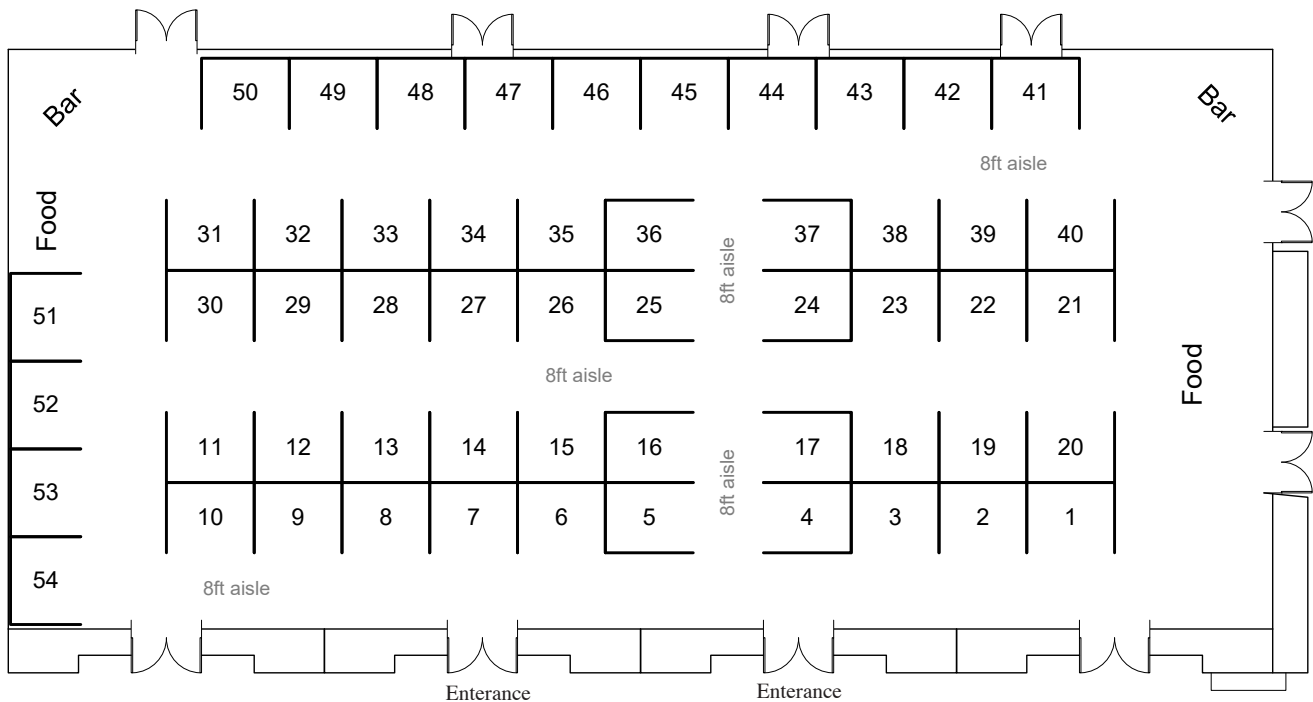 Bar
50 49 48 47 46 45 44 43 42 41
Bar
8ft aisle
Food
31 32 33 34 35 36 37 38 39 40
8ft aisle
30 29 28 27 26 25 24 23 22 21
51
Food
8ft aisle
52
11 12 13 14 15 16 17 18 19 20
8ft aisle
53
10 9 8 7 6 5 4 3 2 1
54
8ft aisle
Enterance
Enterance